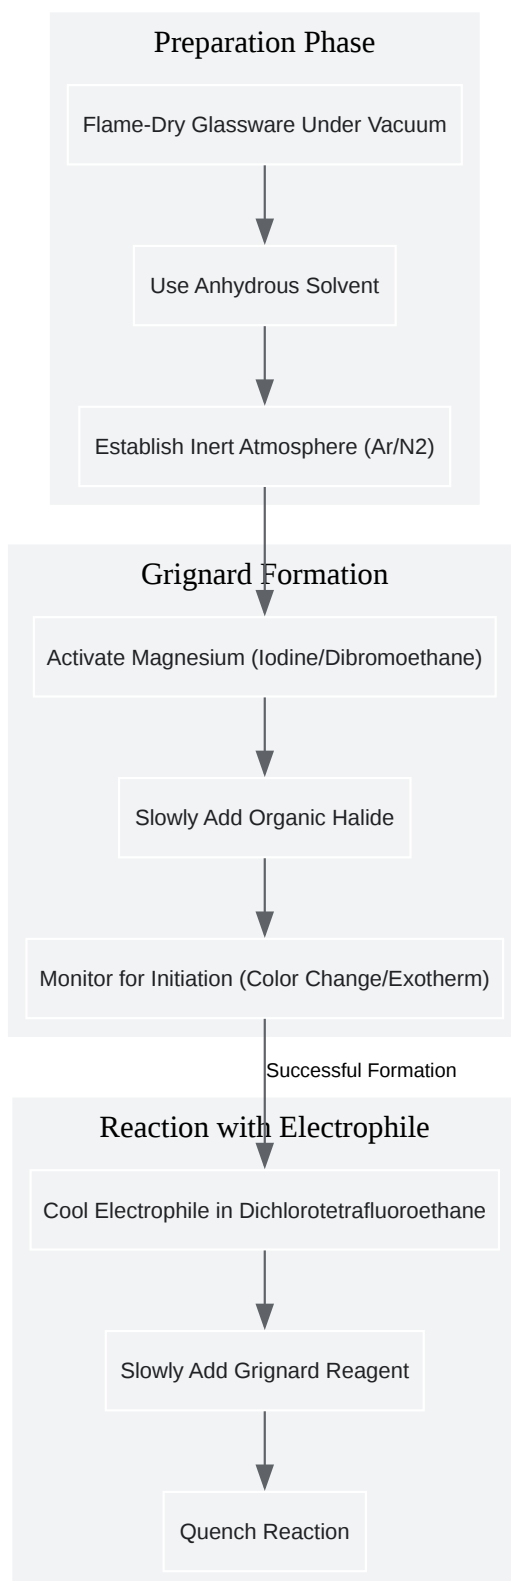 Preparation Phase
Flame-Dry Glassware Under Vacuum
Use Anhydrous Solvent
Establish Inert Atmosphere (Ar/N2)
Grignard Formation
Activate Magnesium (Iodine/Dibromoethane)
Slowly Add Organic Halide
Monitor for Initiation (Color Change/Exotherm)
Successful Formation
Reaction with Electrophile
Cool Electrophile in Dichlorotetrafluoroethane
Slowly Add Grignard Reagent
Quench Reaction